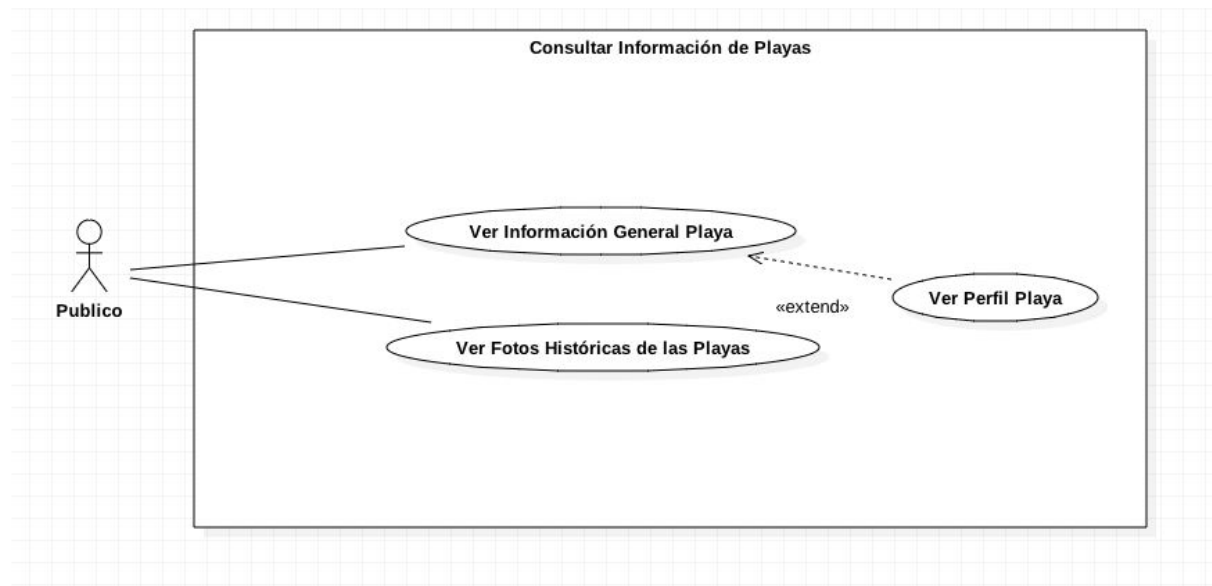 Consultar Información de Playas
Ver Información General Playa
Ver Perfil Playa
«extend»
Publico
Ver Fotos Históricas de las Playas